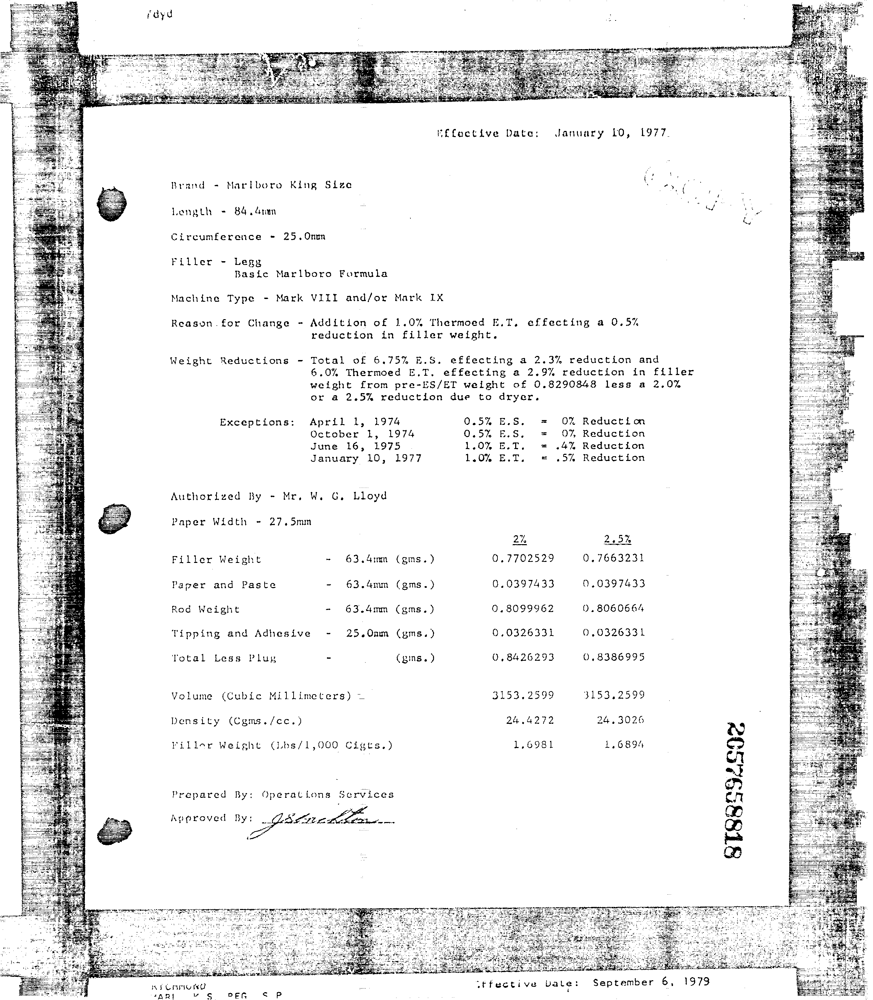 Effective Date: January 10, 1977
Brand - Marlboro King Size
Length - 84.4mm
Circumference - 25.0mm
Filler - Legg
Basic Marlboro Formula
Machine Type - Mark VIII and/or Mark IX
Reason for Change - Addition of 1.0% Thermoed E.T. effecting a 0.5%
reduction in filler weight.
Weight Reductions - Total of 6.75% E.S. effecting a 2.3% reduction and
6.0% Thermoed E.T. effecting a 2.9% reduction in filler
weight from pre-ES/ET weight of 0.8290848 less a 2.0%
or a 2.5% reduction due to dryer.
Exceptions: April 1, 1974 0.5% E.S. = 0% Reduction
October 1, 1974 0.5% E.S. = 0% Reduction
June 16, 1975 1.0% E.T. = .4% Reduction
January 10, 1977 1.0% E.T. = .5% Reduction
Authorized By - Mr. W. G. Lloyd
Paper Width - 27.5mm
2% 2.5%
Filler Weight - 63.4mm (gms.) 0.7702529 0.7663231
Paper and Paste - 63.4mm (gms.) 0.0397433 0.0397433
Rod Weight - 63.4mm (gms.) 0.8099962 0.8060664
Tipping and Adhesive - 25.0mm (gms.) 0.0326331 0.0326331
Total Less Plug - (gms.) 0.8426293 0.8386995
Volume (Cubic Millimeters) - 3153.2599 3153.2599
Density (Cgms./cc.) 24.4272 24.3026
Filler Weight (Lbs/1,000 Cigts.) 1.6981 1.6894
Prepared By: Operations Services
Approved By:
2057658818
RICHMOND Effective Date: September 6, 1979